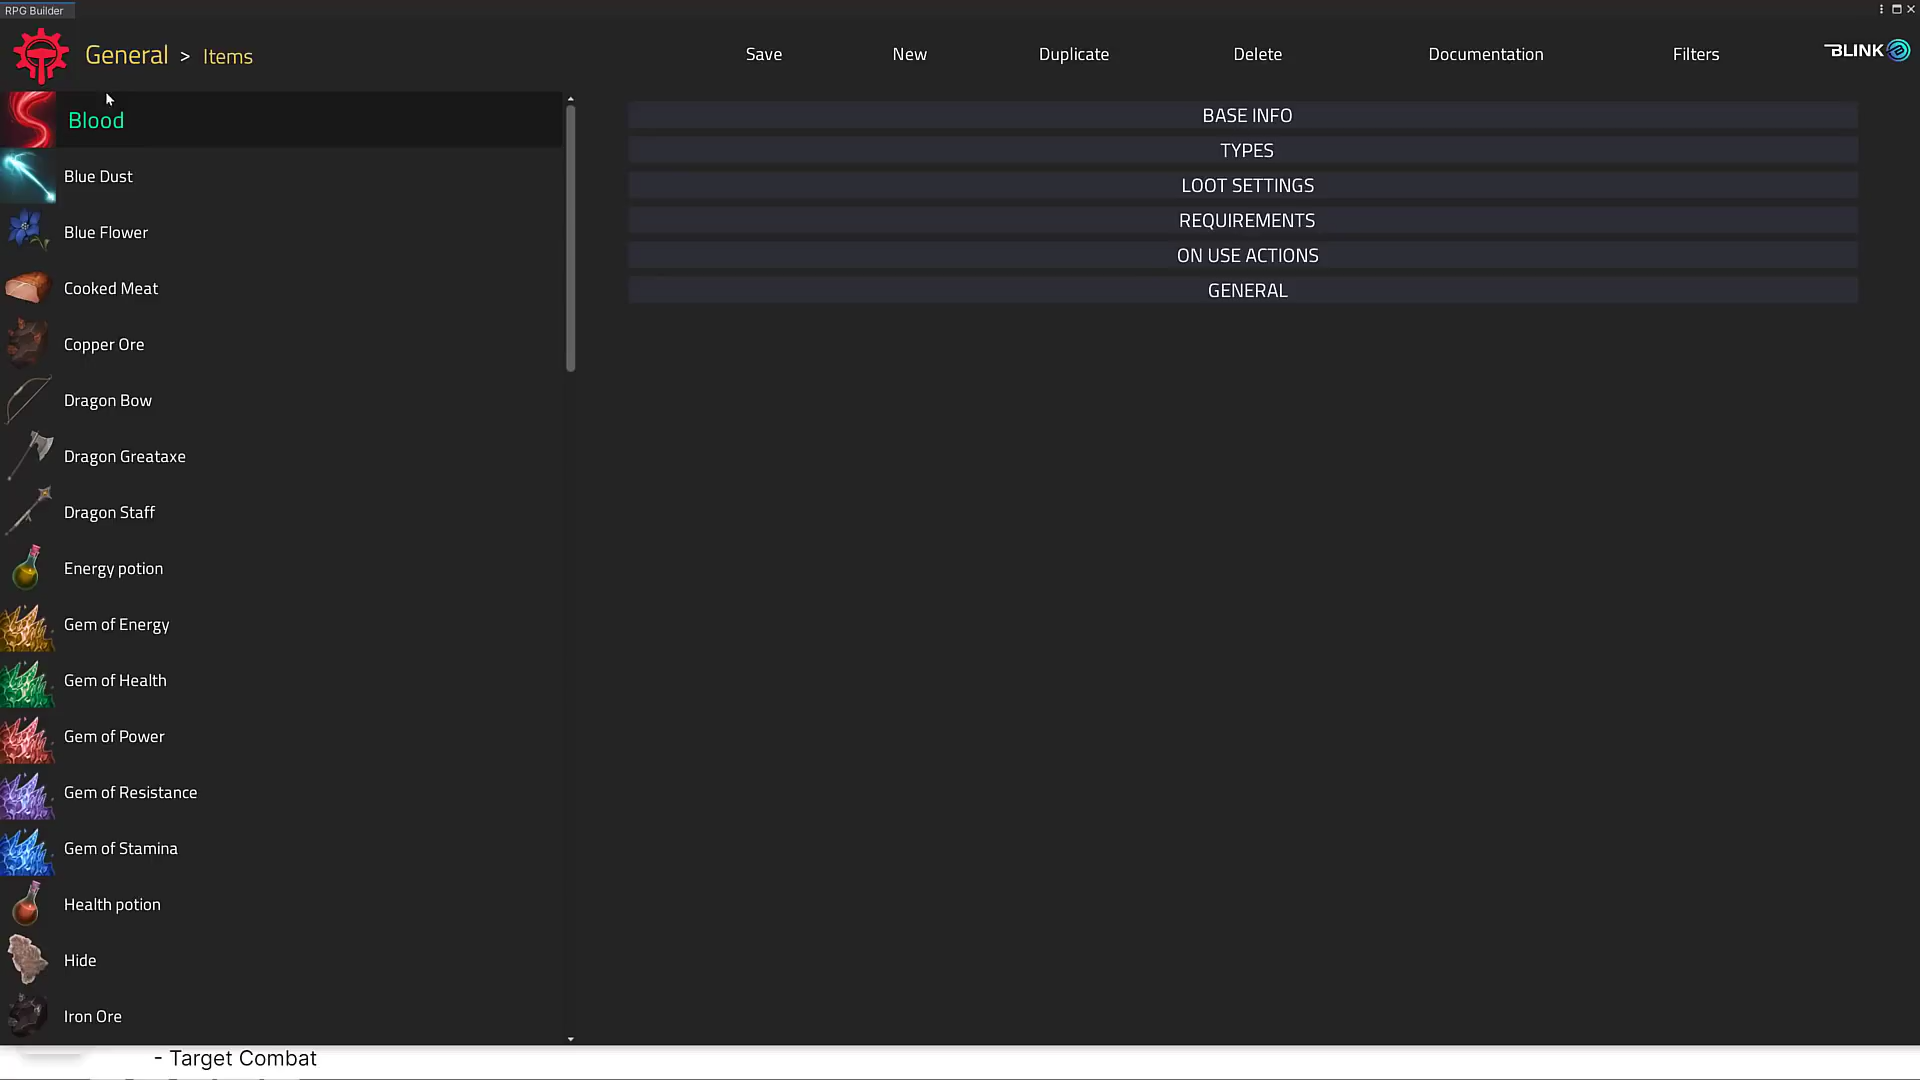 RPG Builder
General > Items
Save
New
Duplicate
Delete
Documentation
Filters
BLINK
Blood
Blue Dust
Blue Flower
Cooked Meat
Copper Ore
Dragon Bow
Dragon Greataxe
Dragon Staff
Energy potion
Gem of Energy
Gem of Health
Gem of Power
Gem of Resistance
Gem of Stamina
Health potion
Hide
Iron Ore
BASE INFO
TYPES
LOOT SETTINGS
REQUIREMENTS
ON USE ACTIONS
GENERAL
- Target Combat